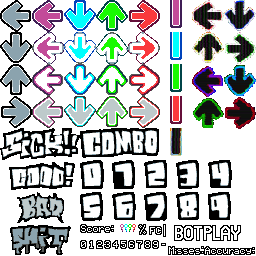 SICK!! COMBO
GOOD! 0 1 2 3 4
BAD 5 6 7 8 9
SHIT Score: ???? % re| BOTPLAY
0123456789- Misses-Accuracy: